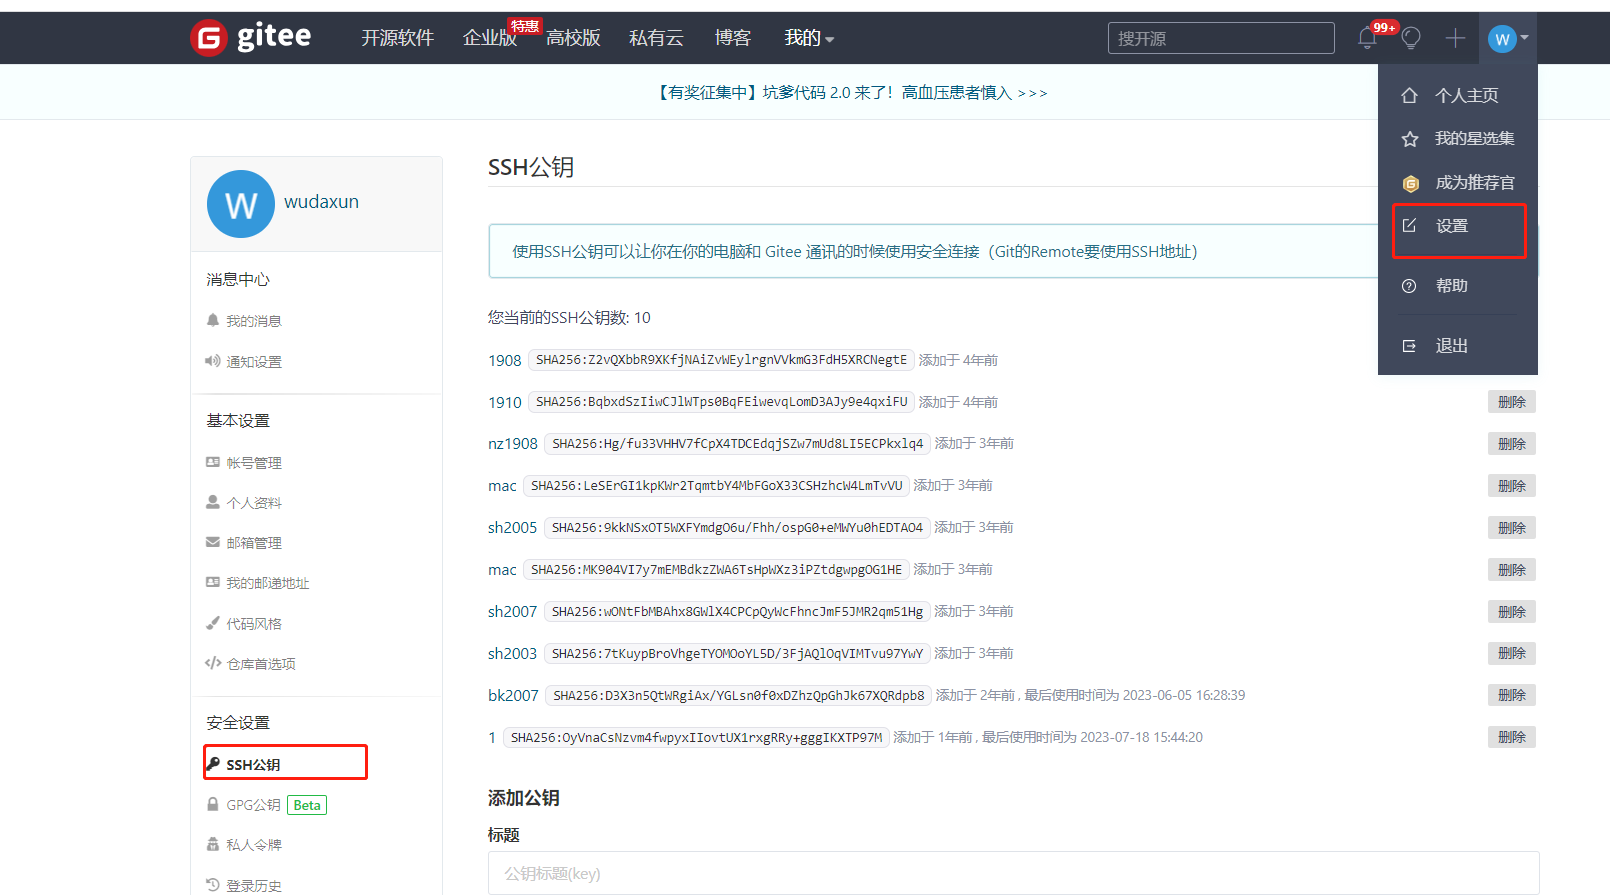 gitee 开源软件 企业版 特惠 高校版 私有云 博客 我的 搜开源 99+ W
【有奖征集中】坑爹代码 2.0 来了！高血压患者慎入 >>>
个人主页
我的星选集
成为推荐官
设置
帮助
退出
W wudaxun
消息中心
我的消息
通知设置
基本设置
帐号管理
个人资料
邮箱管理
我的邮递地址
代码风格
仓库首选项
安全设置
SSH公钥
GPG公钥 Beta
私人令牌
登录历史
SSH公钥
使用SSH公钥可以让你在你的电脑和 Gitee 通讯的时候使用安全连接（Git的Remote要使用SSH地址）
您当前的SSH公钥数: 10
1908 SHA256:Z2vQXbbR9XKfjNAiZvWEylrgnVVkmG3FdH5XRCNegtE 添加于 4年前
1910 SHA256:BqbxdSzIiwCJlWTps0BqFEiwevqLomD3AJy9e4qxiFU 添加于 4年前 删除
nz1908 SHA256:Hg/fu33VHHV7fCpX4TDCEdqjSZw7mUd8LI5ECPkxlq4 添加于 3年前 删除
mac SHA256:LeSErGI1kpKWr2TqmtbY4MbFGoX33CSHzhcW4LmTvVU 添加于 3年前 删除
sh2005 SHA256:9kkNSxOT5WXFYmdgO6u/Fhh/ospG0+eMWYu0hEDTAO4 添加于 3年前 删除
mac SHA256:MK904VI7y7mEMBdkzZWA6TsHpWXz3iPZtdgwpgOG1HE 添加于 3年前 删除
sh2007 SHA256:wONtFbMBAhx8GWlX4CPCpQyWcFhncJmF5JMR2qm51Hg 添加于 3年前 删除
sh2003 SHA256:7tKuypBroVhgeTYOMOoYL5D/3FjAQlOqVIMTvu97YwY 添加于 3年前 删除
bk2007 SHA256:D3X3n5QtWRgiAx/YGLsn0f0xDZhzQpGhJk67XQRdpb8 添加于 2年前 , 最后使用时间为 2023-06-05 16:28:39 删除
1 SHA256:OyVnaCsNzvm4fwpyxIIovtUX1rxgRRy+gggIKXTP97M 添加于 1年前 , 最后使用时间为 2023-07-18 15:44:20 删除
添加公钥
标题
公钥标题(key)